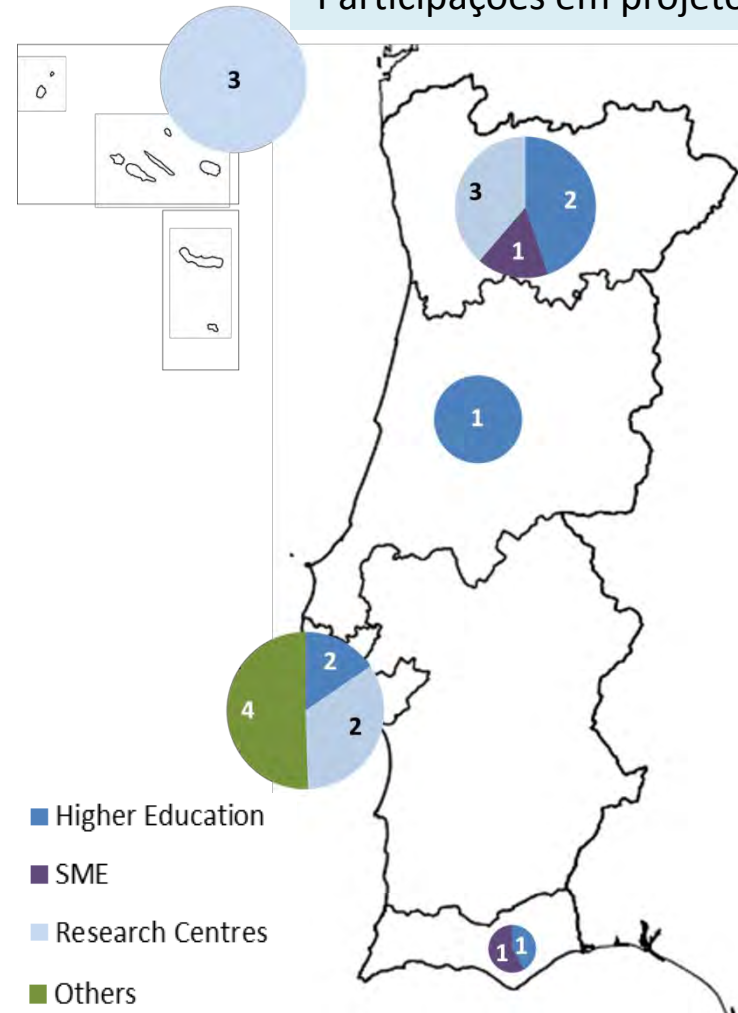 Participações em projeto
3
3
2
1
1
2
4
2
1
1
Higher Education
SME
Research Centres
Others